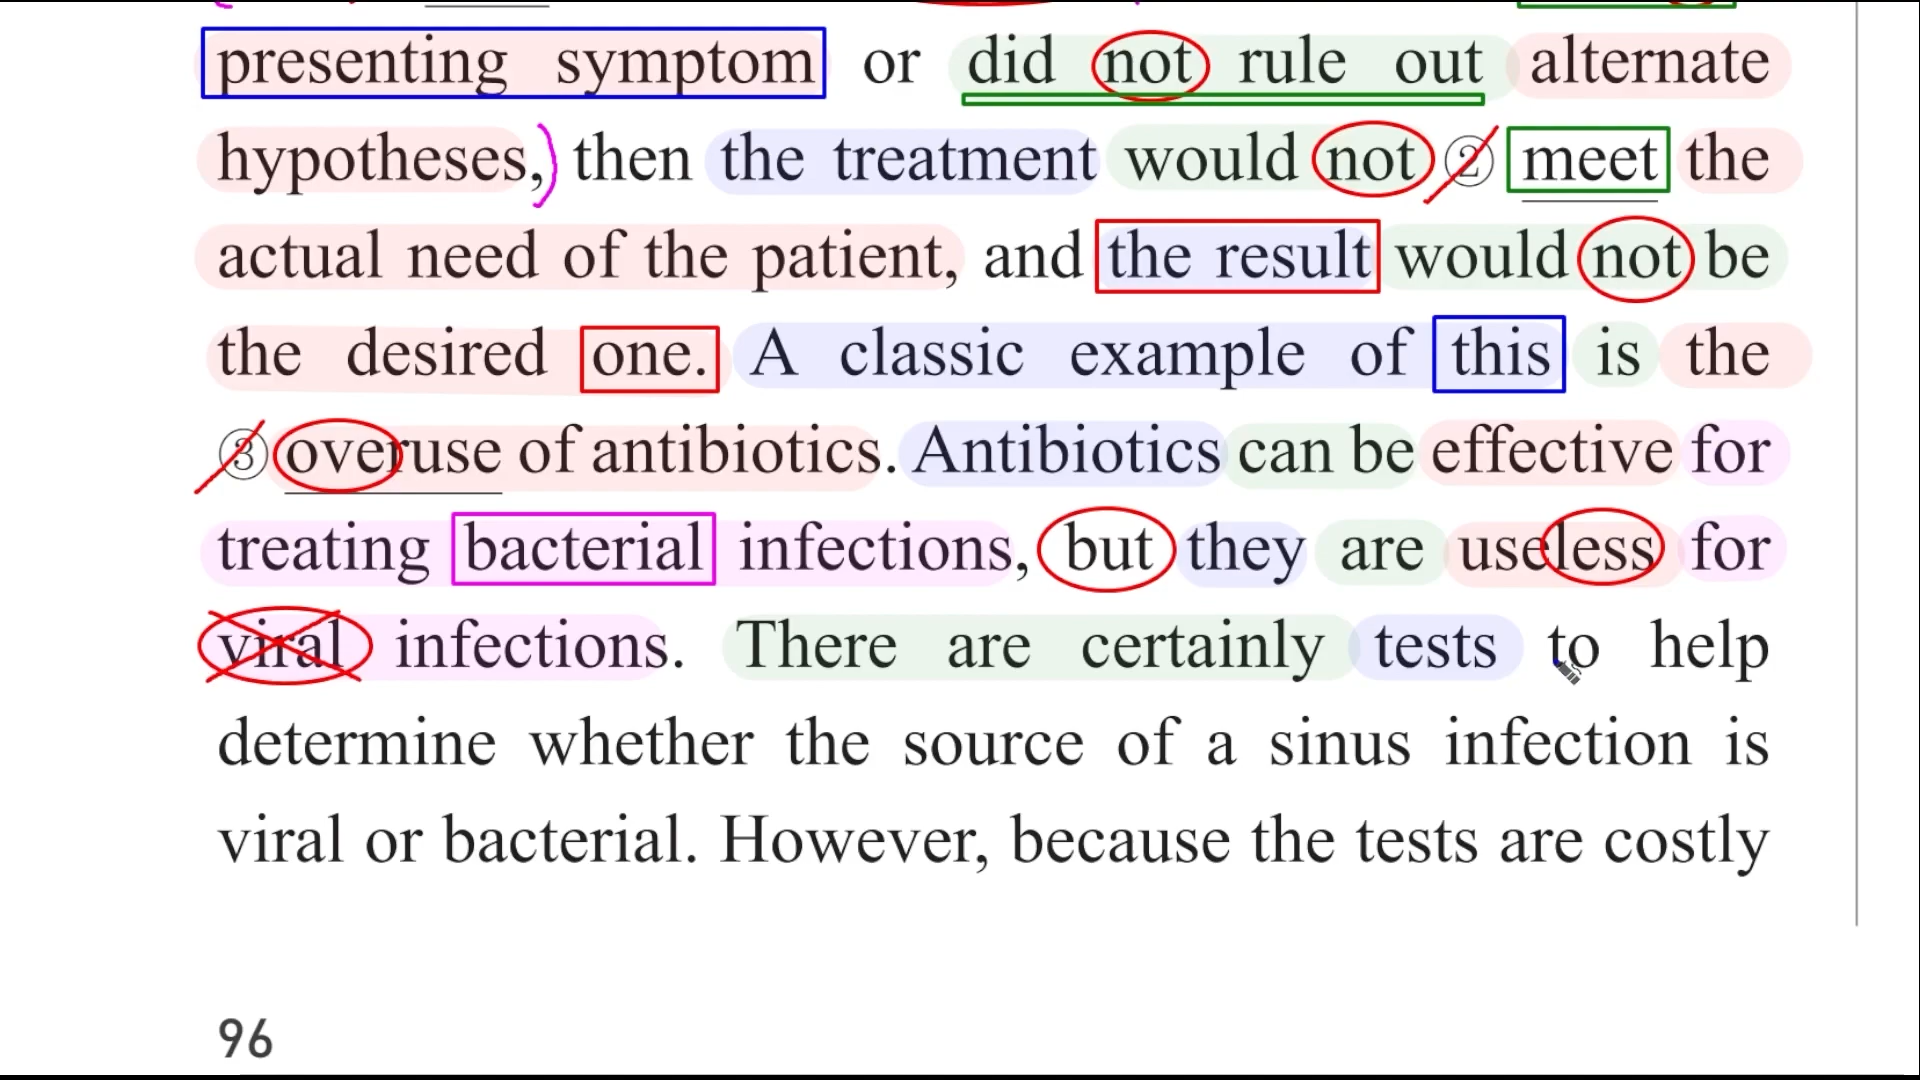 presenting symptom or did not rule out alternate
hypotheses, then the treatment would not ② meet the
actual need of the patient, and the result would not be
the desired one. A classic example of this is the
③ overuse of antibiotics. Antibiotics can be effective for
treating bacterial infections, but they are useless for
viral infections. There are certainly tests to help
determine whether the source of a sinus infection is
viral or bacterial. However, because the tests are costly
96